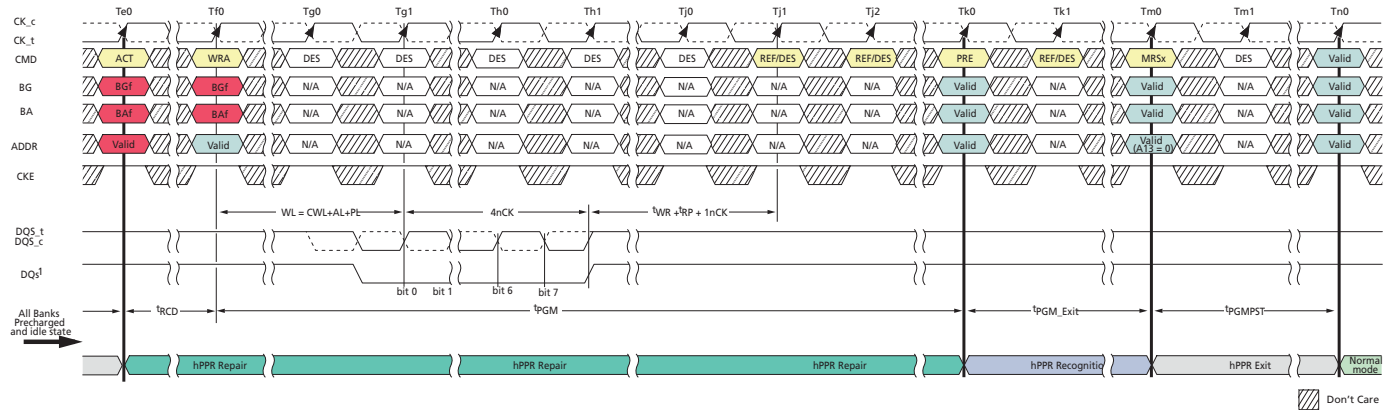 Te0 Tf0 Tg0 Tg1 Th0 Th1 Tj0 Tj1 Tj2 Tk0 Tk1 Tm0 Tm1 Tn0
CK_c
CK_t
CMD ACT WRA DES DES DES DES DES REF/DES REF/DES PRE REF/DES MRSx DES Valid
BG BGf BGf N/A N/A N/A N/A N/A N/A N/A Valid N/A Valid N/A Valid
BA BAf BAf N/A N/A N/A N/A N/A N/A N/A Valid N/A Valid N/A Valid
ADDR Valid Valid N/A N/A N/A N/A N/A N/A N/A Valid N/A Valid (A13 = 0) N/A Valid
CKE
WL = CWL+AL+PL 4nCK tWR +tRP + 1nCK
DQS_t
DQS_c
DQs1
bit 0 bit 1 bit 6 bit 7
All Banks
Precharged
and idle state
tRCD tPGM tPGM_Exit tPGMPST
hPPR Repair hPPR Repair hPPR Repair hPPR Recognitio hPPR Exit Normal
mode
Don't Care